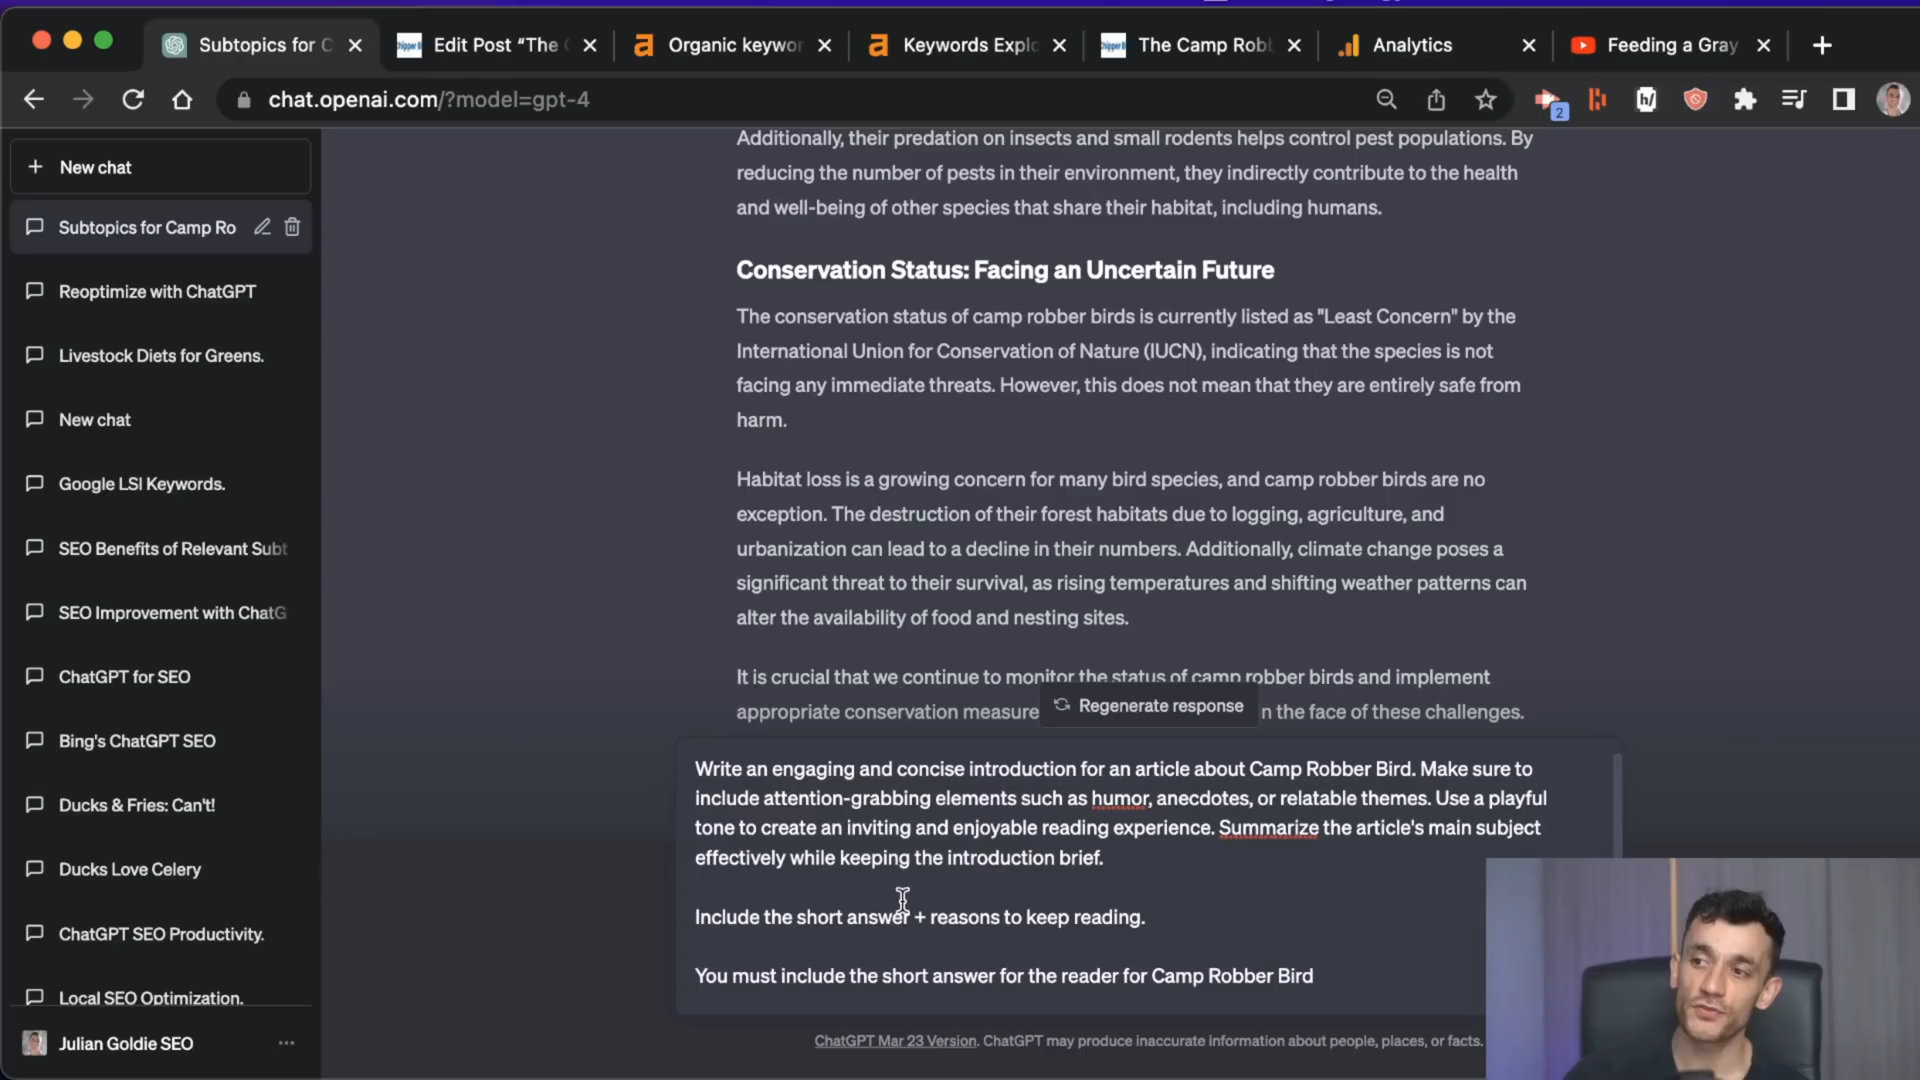 Subtopics for C
Edit Post “The
Organic keywor
Keywords Explo
The Camp Rob
Analytics
Feeding a Gray
chat.openai.com/?model=gpt-4
h/
2
New chat
Subtopics for Camp Ro
Reoptimize with ChatGPT
Livestock Diets for Greens.
New chat
Google LSI Keywords.
SEO Benefits of Relevant Subt
SEO Improvement with ChatG
ChatGPT for SEO
Bing's ChatGPT SEO
Ducks & Fries: Can't!
Ducks Love Celery
ChatGPT SEO Productivity.
Local SEO Optimization.
Julian Goldie SEO
Additionally, their predation on insects and small rodents helps control pest populations. By
reducing the number of pests in their environment, they indirectly contribute to the health
and well-being of other species that share their habitat, including humans.
Conservation Status: Facing an Uncertain Future
The conservation status of camp robber birds is currently listed as "Least Concern" by the
International Union for Conservation of Nature (IUCN), indicating that the species is not
facing any immediate threats. However, this does not mean that they are entirely safe from
harm.
Habitat loss is a growing concern for many bird species, and camp robber birds are no
exception. The destruction of their forest habitats due to logging, agriculture, and
urbanization can lead to a decline in their numbers. Additionally, climate change poses a
significant threat to their survival, as rising temperatures and shifting weather patterns can
alter the availability of food and nesting sites.
It is crucial that we continue to monitor the status of camp robber birds and implement
appropriate conservation measure
Regenerate response
n the face of these challenges.
Write an engaging and concise introduction for an article about Camp Robber Bird. Make sure to
include attention-grabbing elements such as humor, anecdotes, or relatable themes. Use a playful
tone to create an inviting and enjoyable reading experience. Summarize the article's main subject
effectively while keeping the introduction brief.
Include the short answer + reasons to keep reading.
You must include the short answer for the reader for Camp Robber Bird
ChatGPT Mar 23 Version. ChatGPT may produce inaccurate information about people, places, or facts.